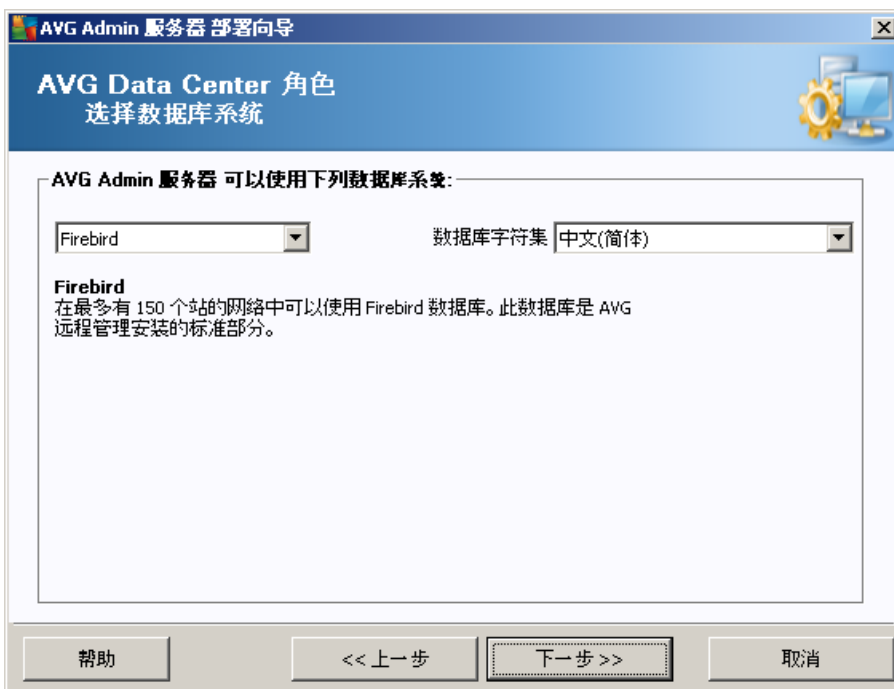 AVG Admin 服务器 部署向导
AVG Data Center 角色
选择数据库系统
AVG Admin 服务器 可以使用下列数据库系统:
Firebird
数据库字符集 中文(简体)
Firebird
在最多有 150 个站的网络中可以使用 Firebird 数据库。此数据库是 AVG
远程管理安装的标准部分。
帮助
<< 上一步
下一步 >>
取消